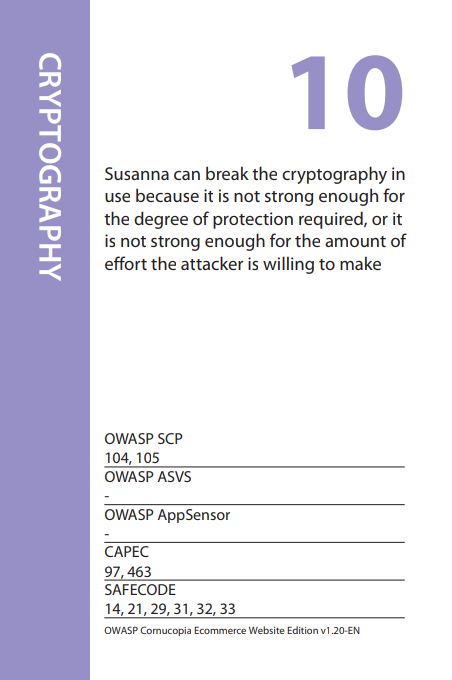 CRYPTOGRAPHY
10
Susanna can break the cryptography in
use because it is not strong enough for
the degree of protection required, or it
is not strong enough for the amount of
effort the attacker is willing to make
OWASP SCP
104, 105
OWASP ASVS
-
OWASP AppSensor
-
CAPEC
97, 463
SAFECODE
14, 21, 29, 31, 32, 33
OWASP Cornucopia Ecommerce Website Edition v1.20-EN